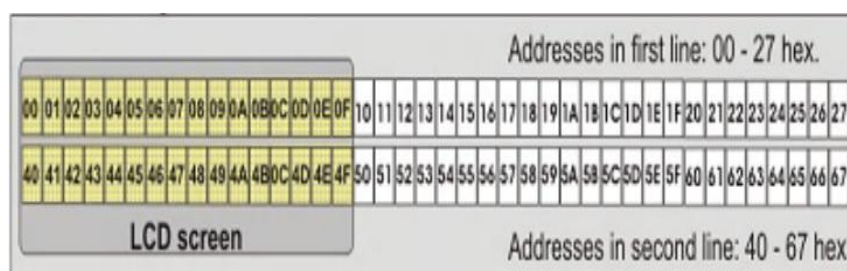 Addresses in first line: 00 - 27 hex.
00 01 02 03 04 05 06 07 08 09 0A 0B 0C 0D 0E 0F 10 11 12 13 14 15 16 17 18 19 1A 1B 1C 1D 1E 1F 20 21 22 23 24 25 26 27
40 41 42 43 44 45 46 47 48 49 4A 4B 0C 4D 4E 4F 50 51 52 53 54 55 56 57 58 59 5A 5B 5C 5D 5E 5F 60 61 62 63 64 65 66 67
LCD screen
Addresses in second line: 40 - 67 hex